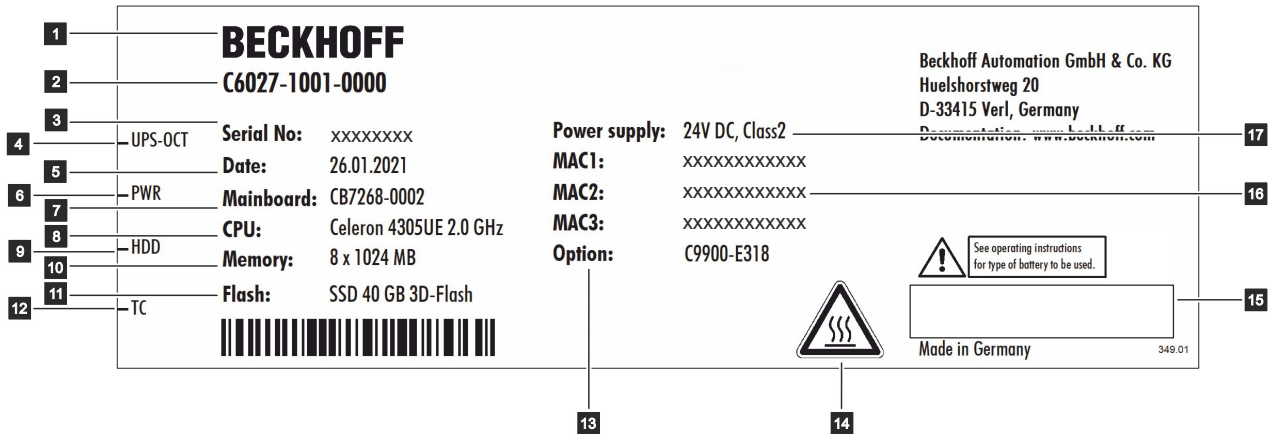 1
BECKHOFF
2
C6027-1001-0000
Beckhoff Automation GmbH & Co. KG
Huelshorstweg 20
D-33415 Verl, Germany
Documentation: www.beckhoff.com
3
Serial No: XXXXXXXX
4
UPS-OCT
Power supply: 24V DC, Class2
17
5
Date: 26.01.2021
MAC1: XXXXXXXXXXXX
6
PWR
7
Mainboard: CB7268-0002
MAC2: XXXXXXXXXXXX
16
8
CPU: Celeron 4305UE 2.0 GHz
MAC3: XXXXXXXXXXXX
9
HDD
10
Memory: 8 x 1024 MB
Option: C9900-E318
See operating instructions
for type of battery to be used.
11
Flash: SSD 40 GB 3D-Flash
12
TC
15
Made in Germany
349.01
13
14